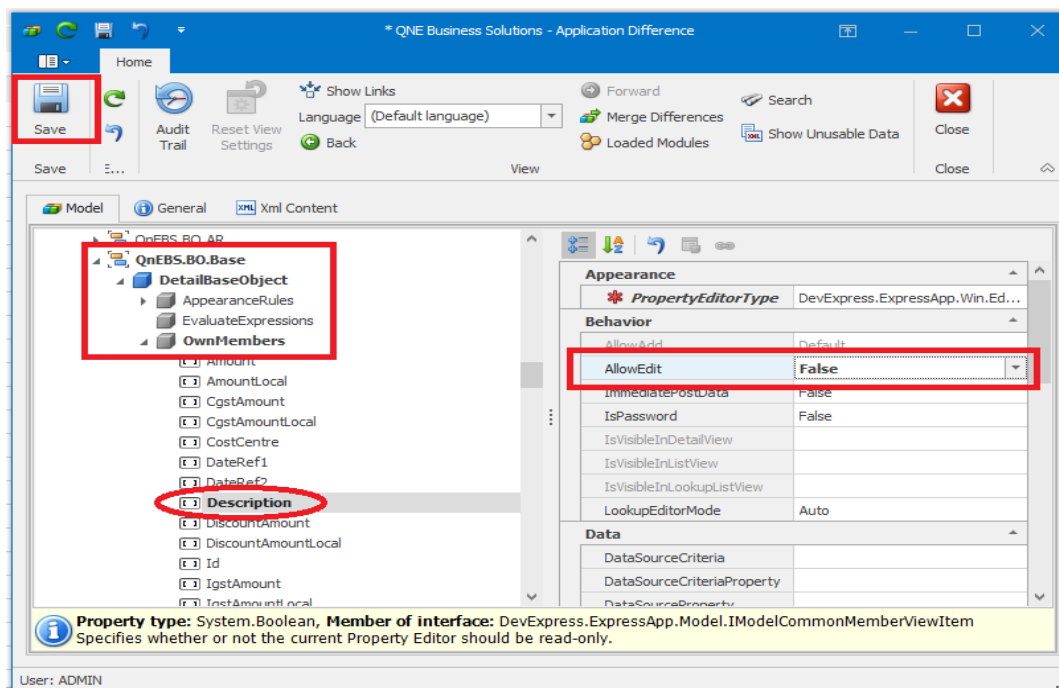 * QNE Business Solutions - Application Difference
Home
Save
Audit Trail
Reset View Settings
Show Links
Language (Default language)
Back
Forward
Merge Differences
Loaded Modules
Search
Show Unusable Data
Close
Save
E...
View
Close
Model
General
XML Xml Content
QnEBS.BO.AR
QnEBS.BO.Base
DetailBaseObject
AppearanceRules
EvaluateExpressions
OwnMembers
Amount
AmountLocal
CgstAmount
CgstAmountLocal
CostCentre
DateRef1
DateRef2
Description
DiscountAmount
DiscountAmountLocal
Id
IgstAmount
IgstAmountLocal
Appearance
PropertyEditorType DevExpress.ExpressApp.Win.Ed...
Behavior
AllowAdd Default
AllowEdit False
ImmediatePostData False
IsPassword False
IsVisibleInDetailView
IsVisibleInListView
IsVisibleInLookupListView
LookupEditorMode Auto
Data
DataSourceCriteria
DataSourceCriteriaProperty
DataSourceProperty
Property type: System.Boolean, Member of interface: DevExpress.ExpressApp.Model.IModelCommonMemberViewItem
Specifies whether or not the current Property Editor should be read-only.
User: ADMIN